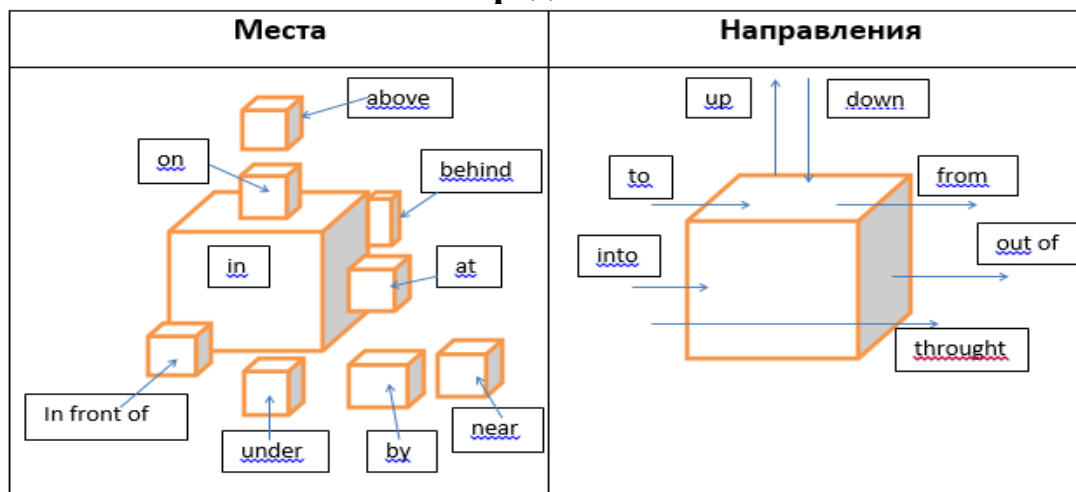 Места
Направления
above
on
behind
in
at
In front of
under
by
near
up
down
to
from
into
out of
throught